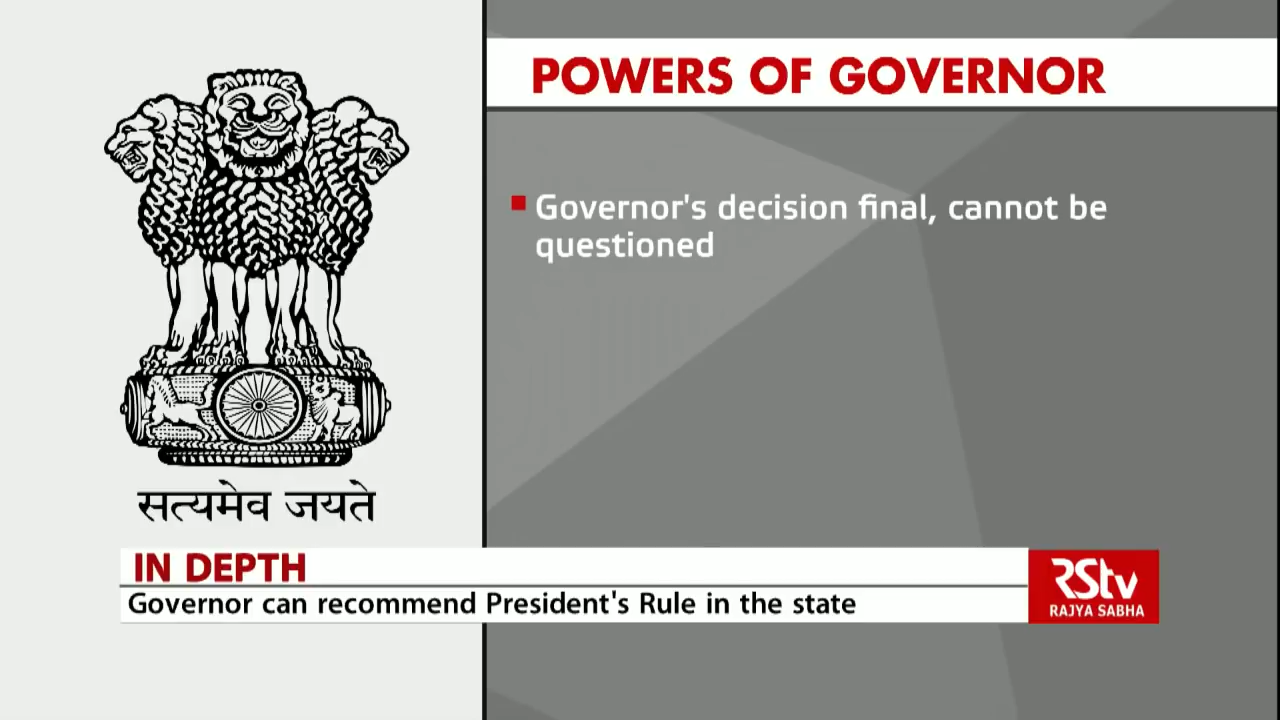 POWERS OF GOVERNOR
Governor's decision final, cannot be
questioned
सत्यमेव जयते
IN DEPTH
Governor can recommend President's Rule in the state
RStv
RAJYA SABHA